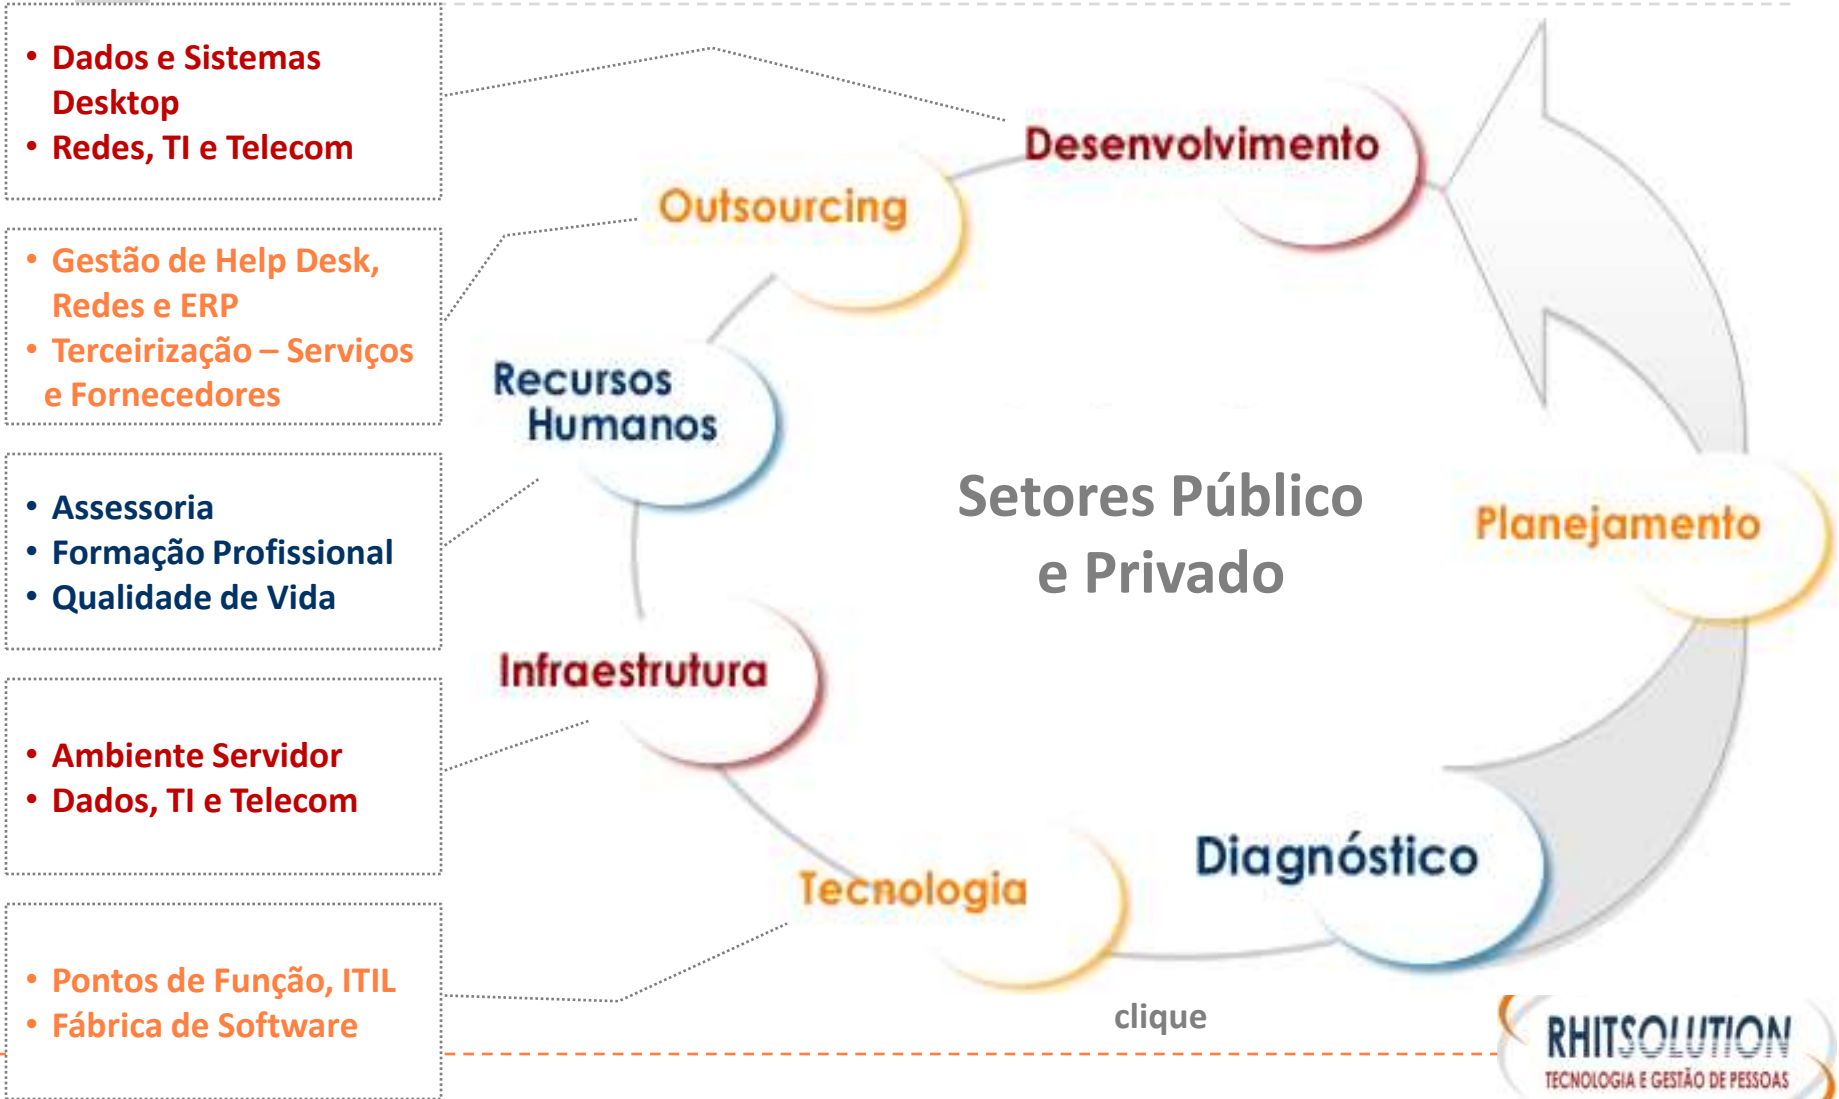 • Dados e Sistemas
Desktop
• Redes, TI e Telecom
• Gestão de Help Desk,
Redes e ERP
• Terceirização – Serviços
e Fornecedores
• Assessoria
• Formação Profissional
• Qualidade de Vida
• Ambiente Servidor
• Dados, TI e Telecom
• Pontos de Função, ITIL
• Fábrica de Software
Desenvolvimento
Outsourcing
Recursos
Humanos
Infraestrutura
Tecnologia
Diagnóstico
Planejamento
Setores Público
e Privado
clique
RHITSOLUTION
TECNOLOGIA E GESTÃO DE PESSOAS